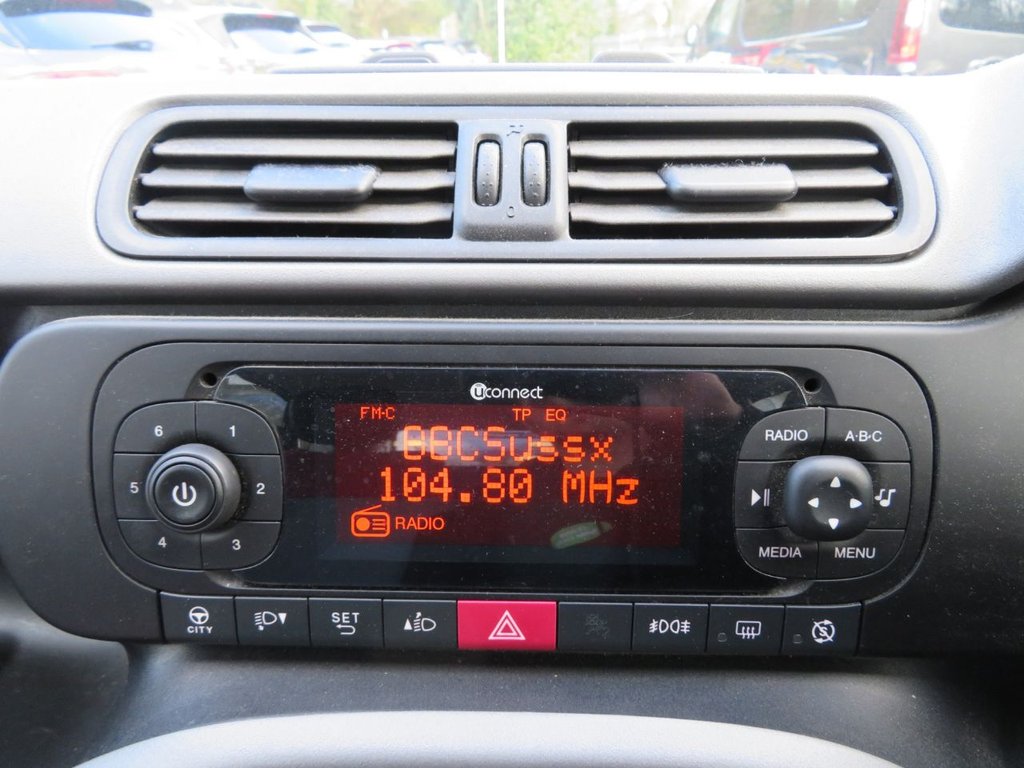 Uconnect
FM-C TP EQ
BBCSussx
104.80 MHz
RADIO
6 1
5 2
4 3
RADIO A·B·C
MEDIA MENU
CITY
SET